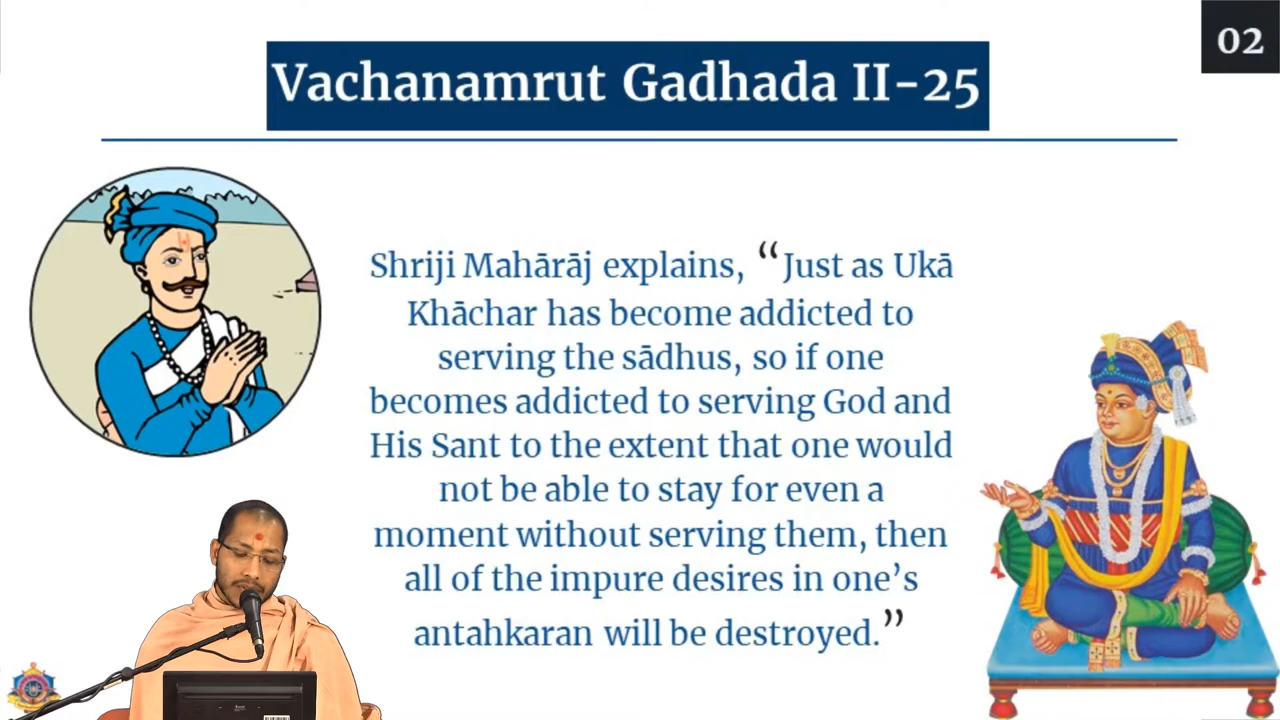 02
Vachanamrut Gadhada II-25
Shriji Mahārāj explains, “Just as Ukā
Khāchar has become addicted to
serving the sādhus, so if one
becomes addicted to serving God and
His Sant to the extent that one would
not be able to stay for even a
moment without serving them, then
all of the impure desires in one’s
antahkaran will be destroyed.”